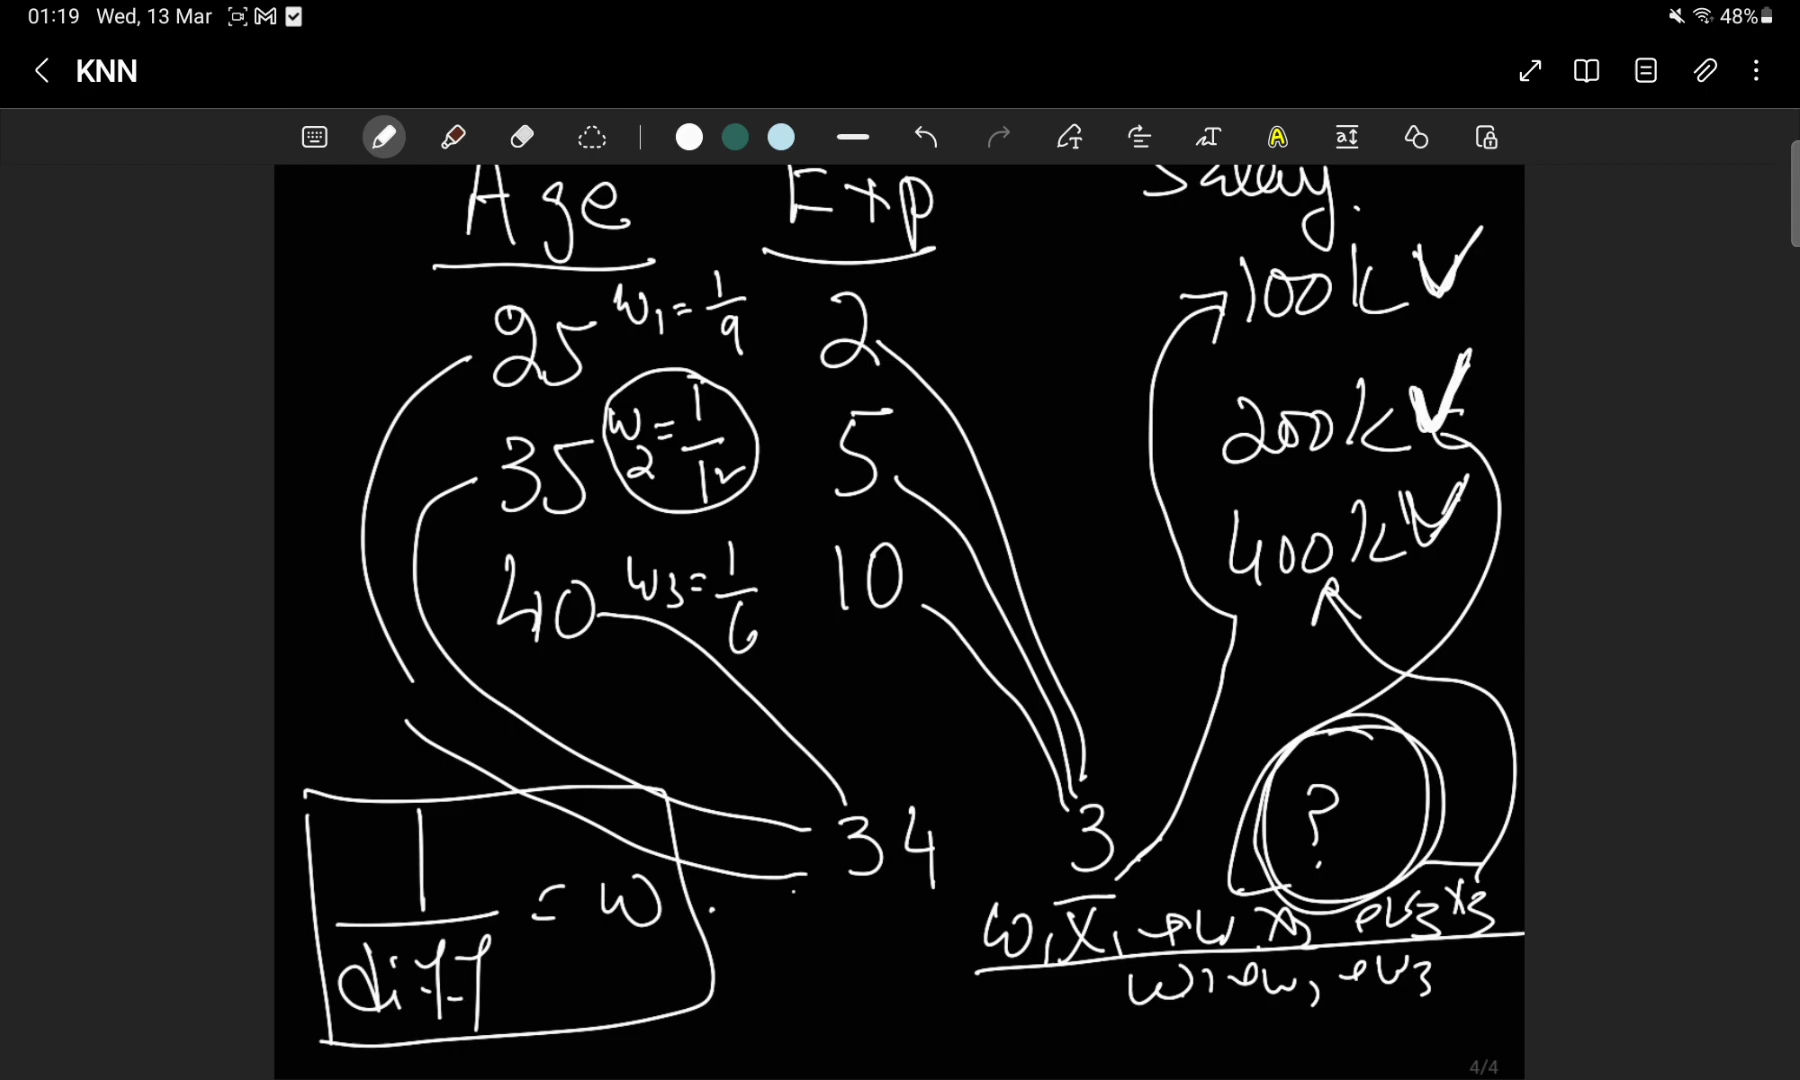 01:19 Wed, 13 Mar 48%
KNN
Age Exp Salary.
25 w1 = 1/9 2 100k
35 w2 = 1/12 5 200k
40 w3 = 1/6 10 400k
34 3 ?
1/diff = w
4/4